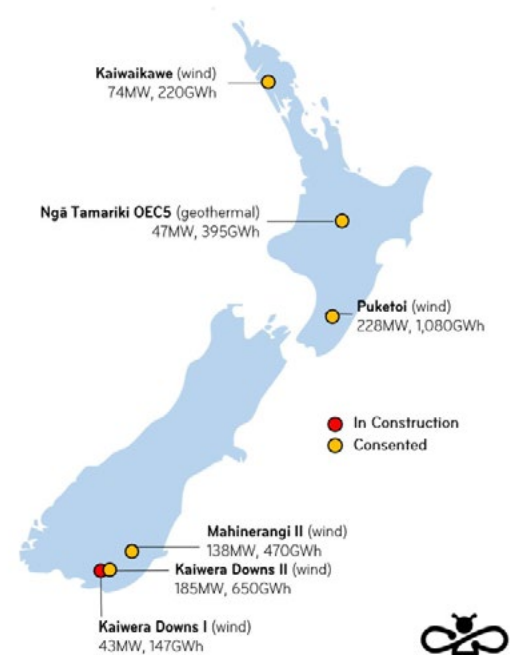 Kaiwaikawe (wind)
74MW, 220GWh
Ngā Tamariki OEC5 (geothermal)
47MW, 395GWh
Puketoi (wind)
228MW, 1,080GWh
In Construction
Consented
Mahinerangi II (wind)
138MW, 470GWh
Kaiwera Downs II (wind)
185MW, 650GWh
Kaiwera Downs I (wind)
43MW, 147GWh